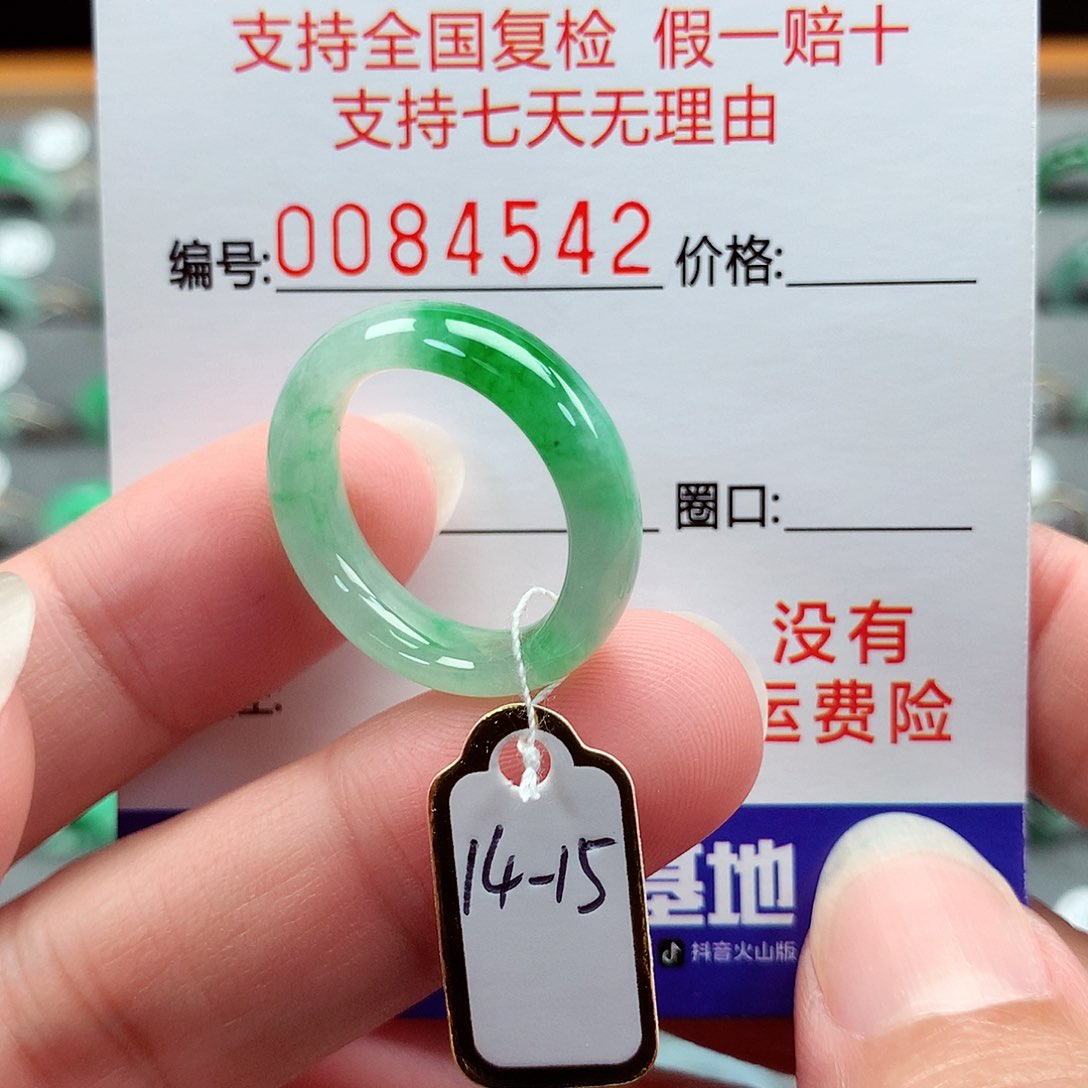 支持全国复检 假一赔十
支持七天无理由
编号:0084542 价格:
圈口:
没有
运费险
14-15
基地
抖音火山版